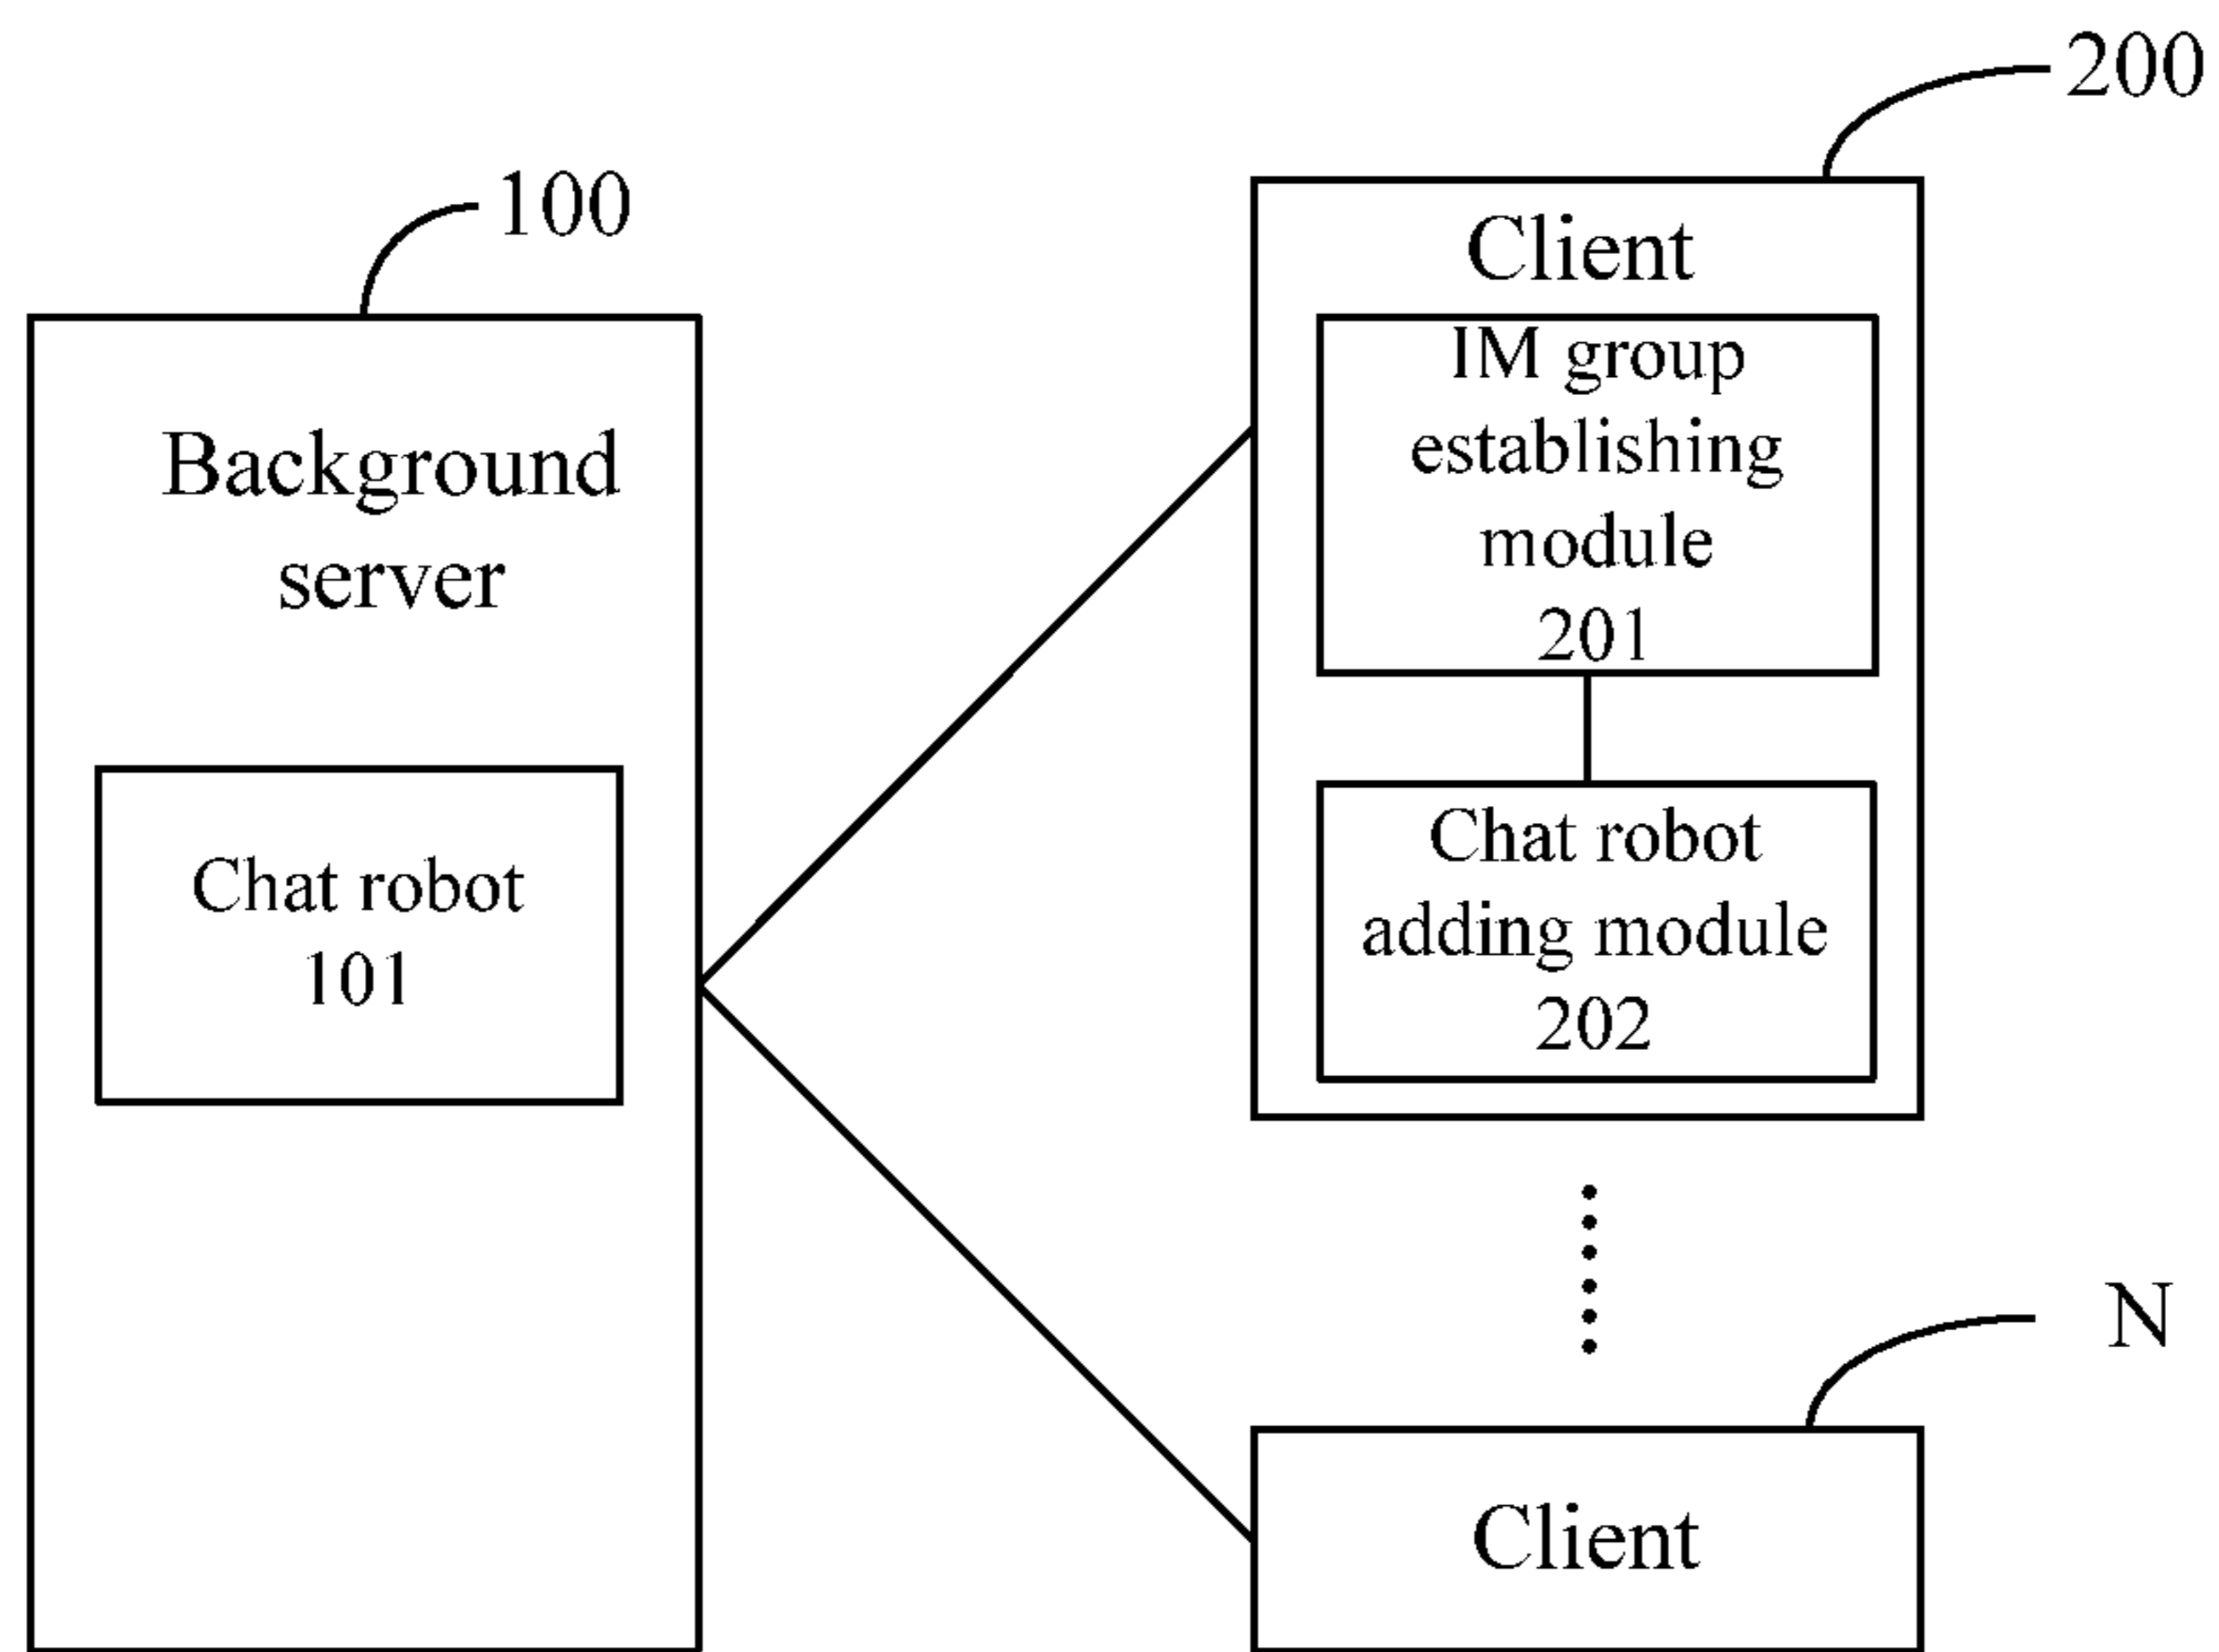 100
Background
server
Chat robot
101
200
Client
IM group
establishing
module
201
Chat robot
adding module
202
N
Client